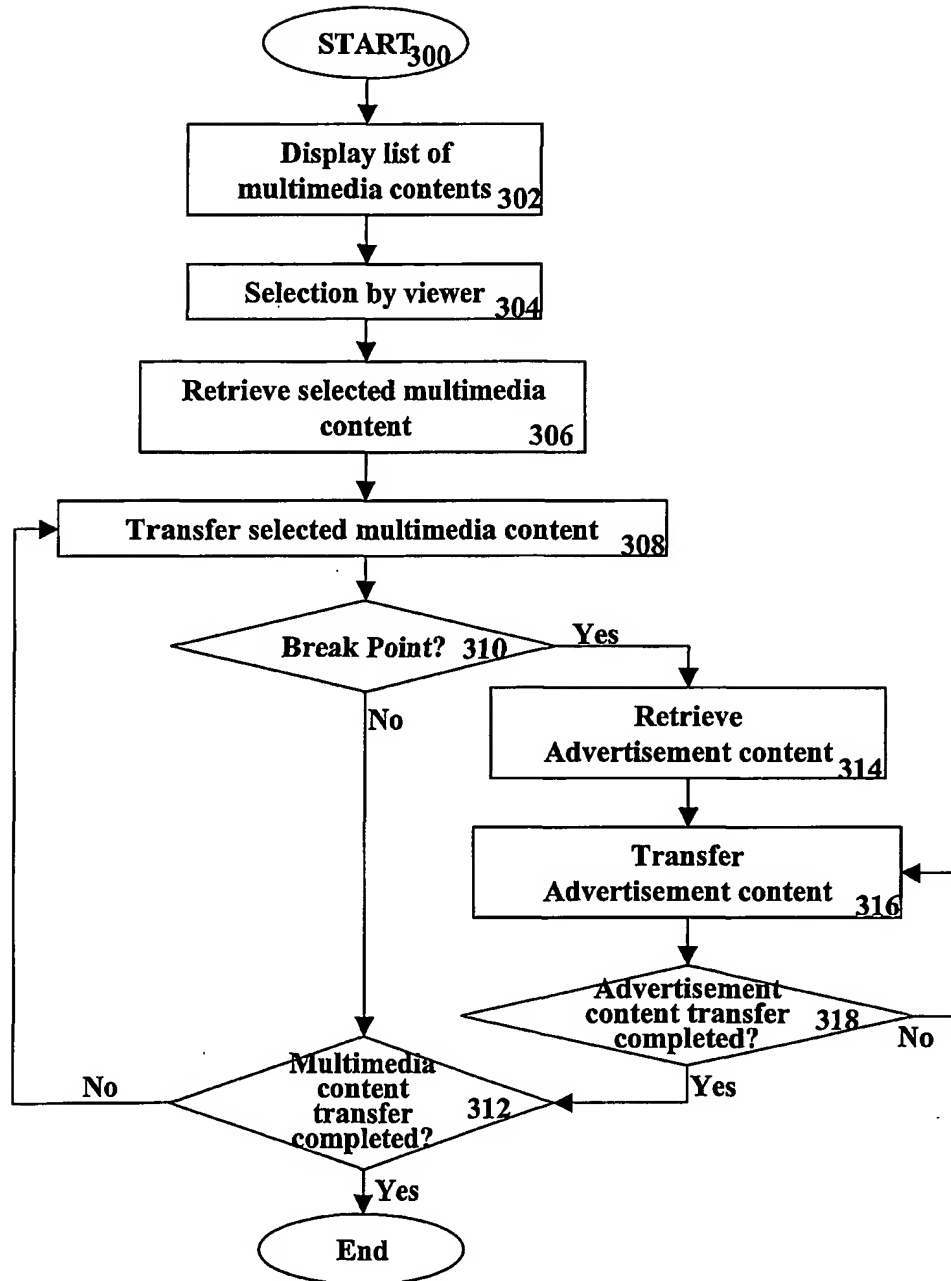 START 300
Display list of
multimedia contents 302
Selection by viewer 304
Retrieve selected multimedia
content 306
Transfer selected multimedia content 308
Break Point? 310
Yes
No
Retrieve
Advertisement content 314
Transfer
Advertisement content 316
Advertisement
content transfer
completed? 318
No
Yes
Multimedia
content
transfer
completed? 312
No
Yes
End